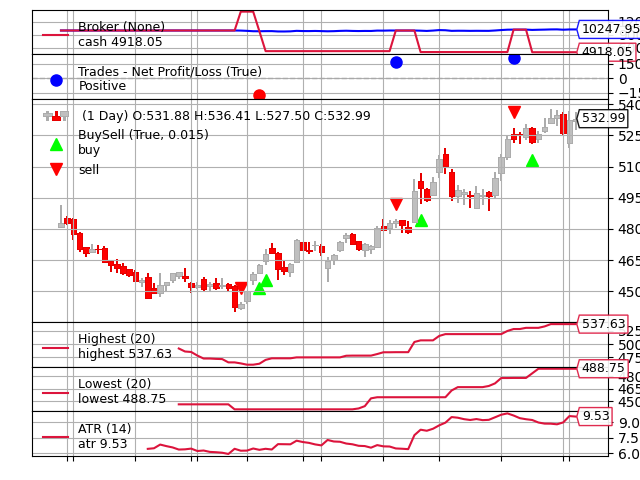 Broker (None)
cash 4918.05
10247.95
4918.05
Trades - Net Profit/Loss (True)
Positive
150
0
(1 Day) O:531.88 H:536.41 L:527.50 C:532.99
BuySell (True, 0.015)
buy
sell
540
532.99
525
510
495
480
465
450
Highest (20)
highest 537.63
537.63
525
500
475
Lowest (20)
lowest 488.75
488.75
480
465
450
ATR (14)
atr 9.53
9.53
9.0
7.5
6.0